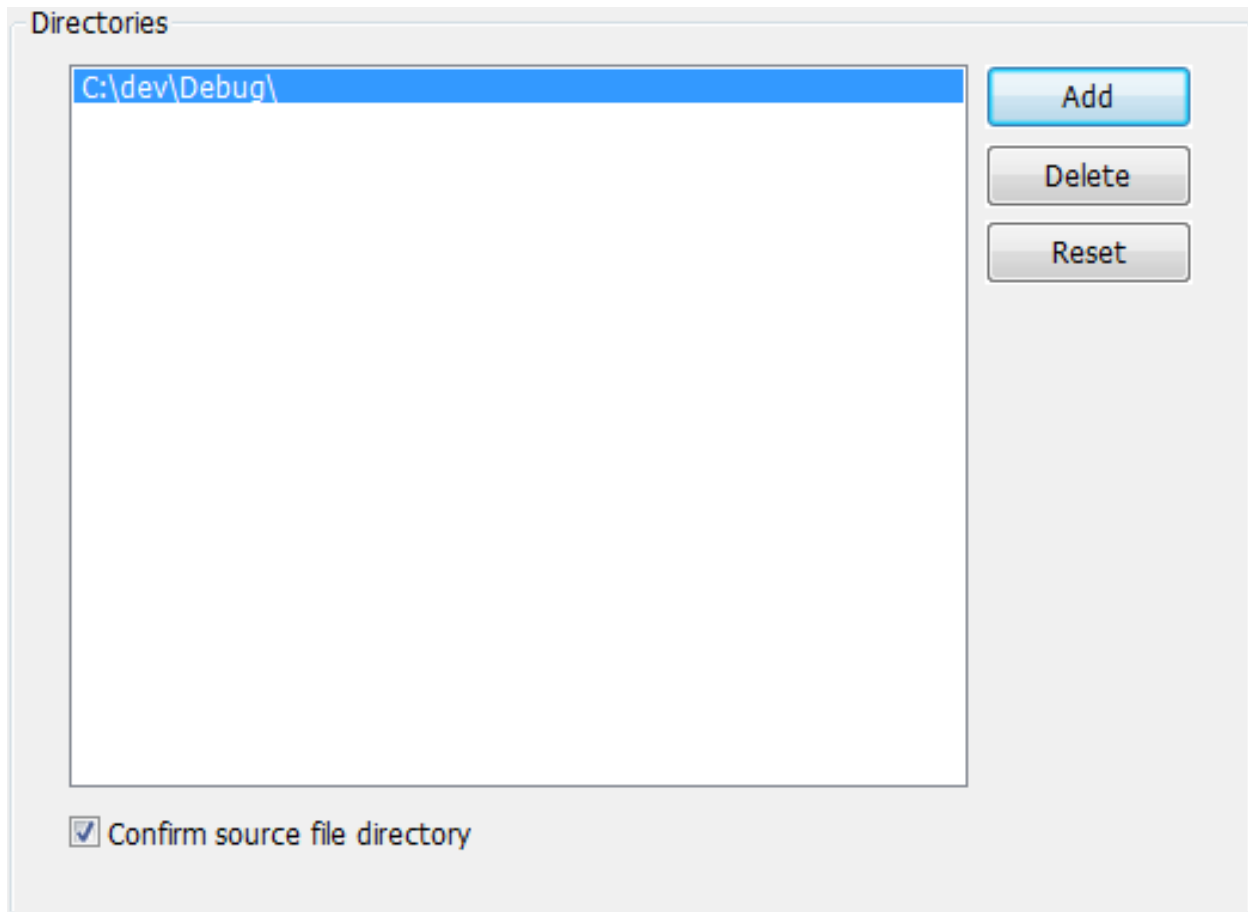 Directories
C:\dev\Debug\
Add
Delete
Reset
Confirm source file directory